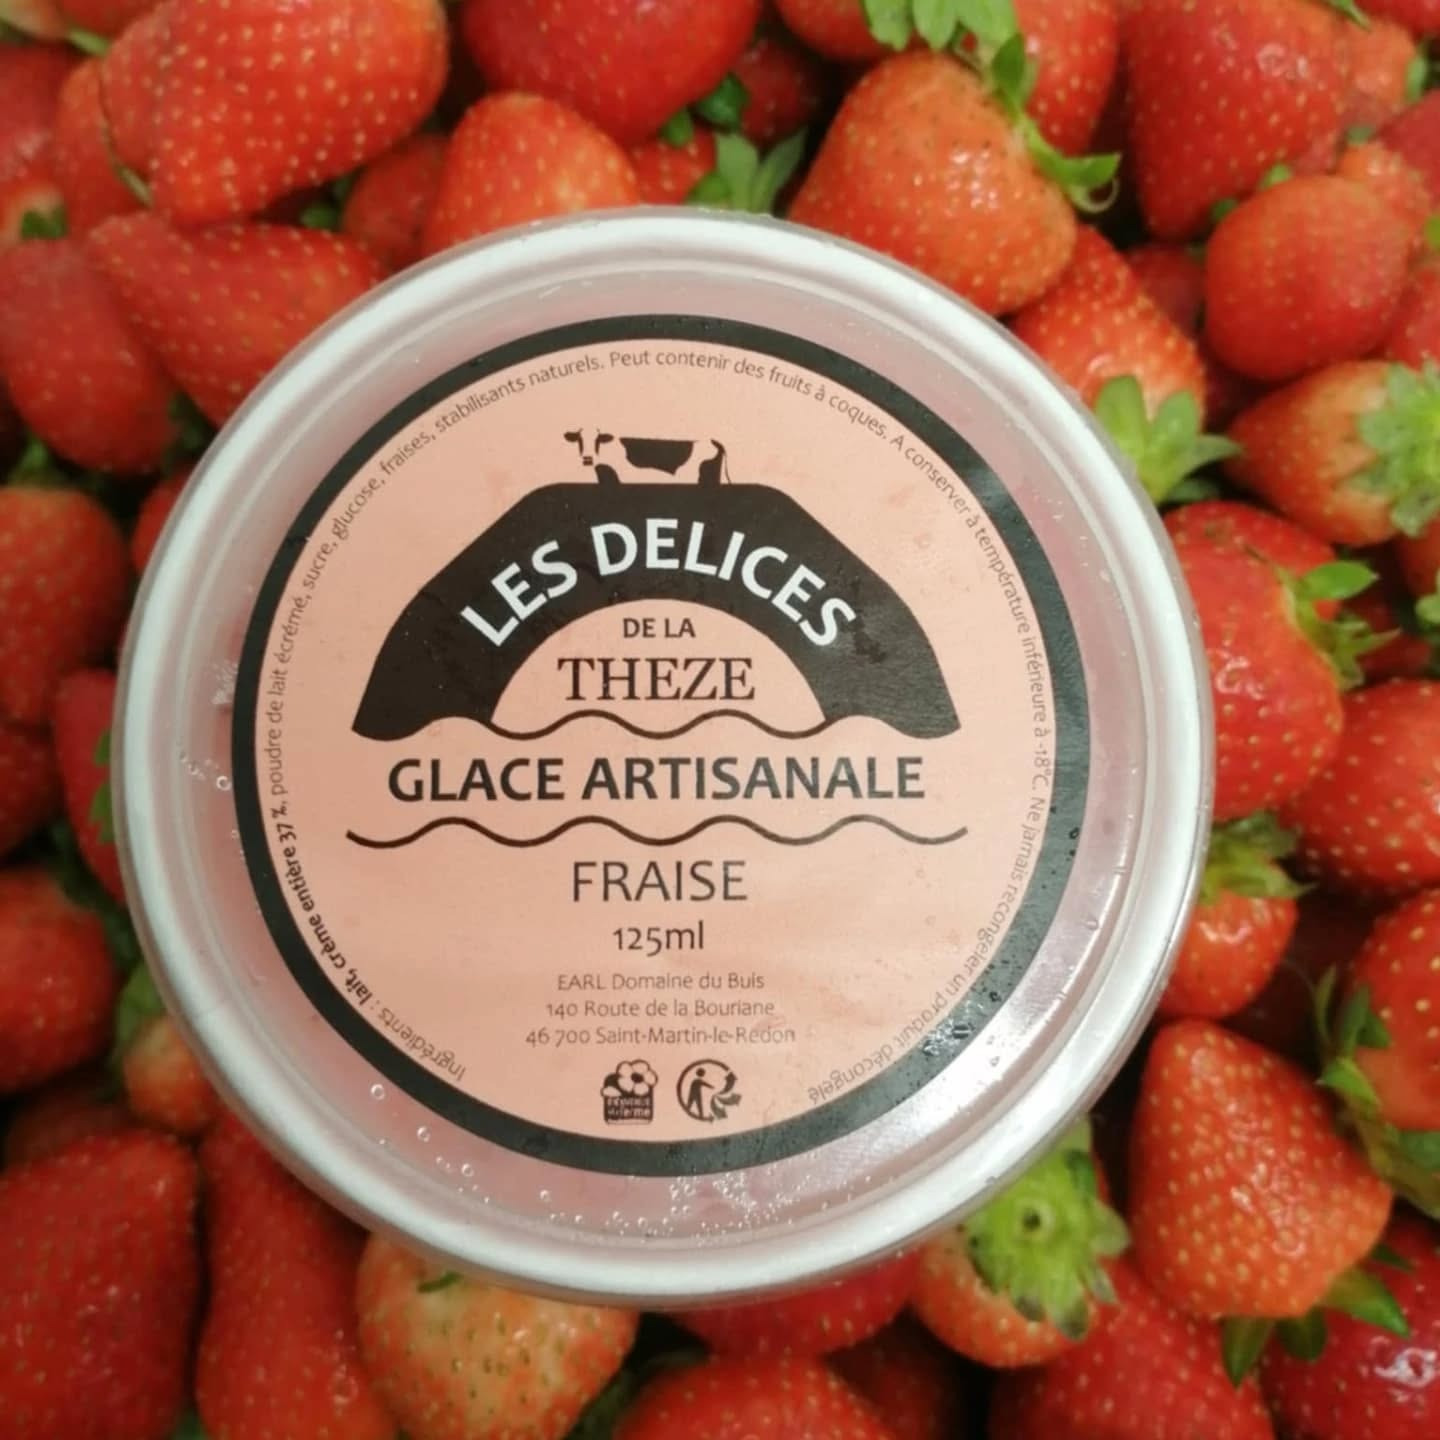 LES DELICES
DE LA
THEZE
GLACE ARTISANALE
FRAISE
125ml
EARL Domaine du Buis
140 Route de la Bouriane
46 700 Saint-Martin-le-Redon
Ingrédients : lait, crème entière 37 %, poudre de lait écrémé, sucre, glucose, fraises, stabilisants naturels. Peut contenir des fruits à coques. A conserver à température inférieure à -18°C. Ne jamais recongeler un produit décongelé